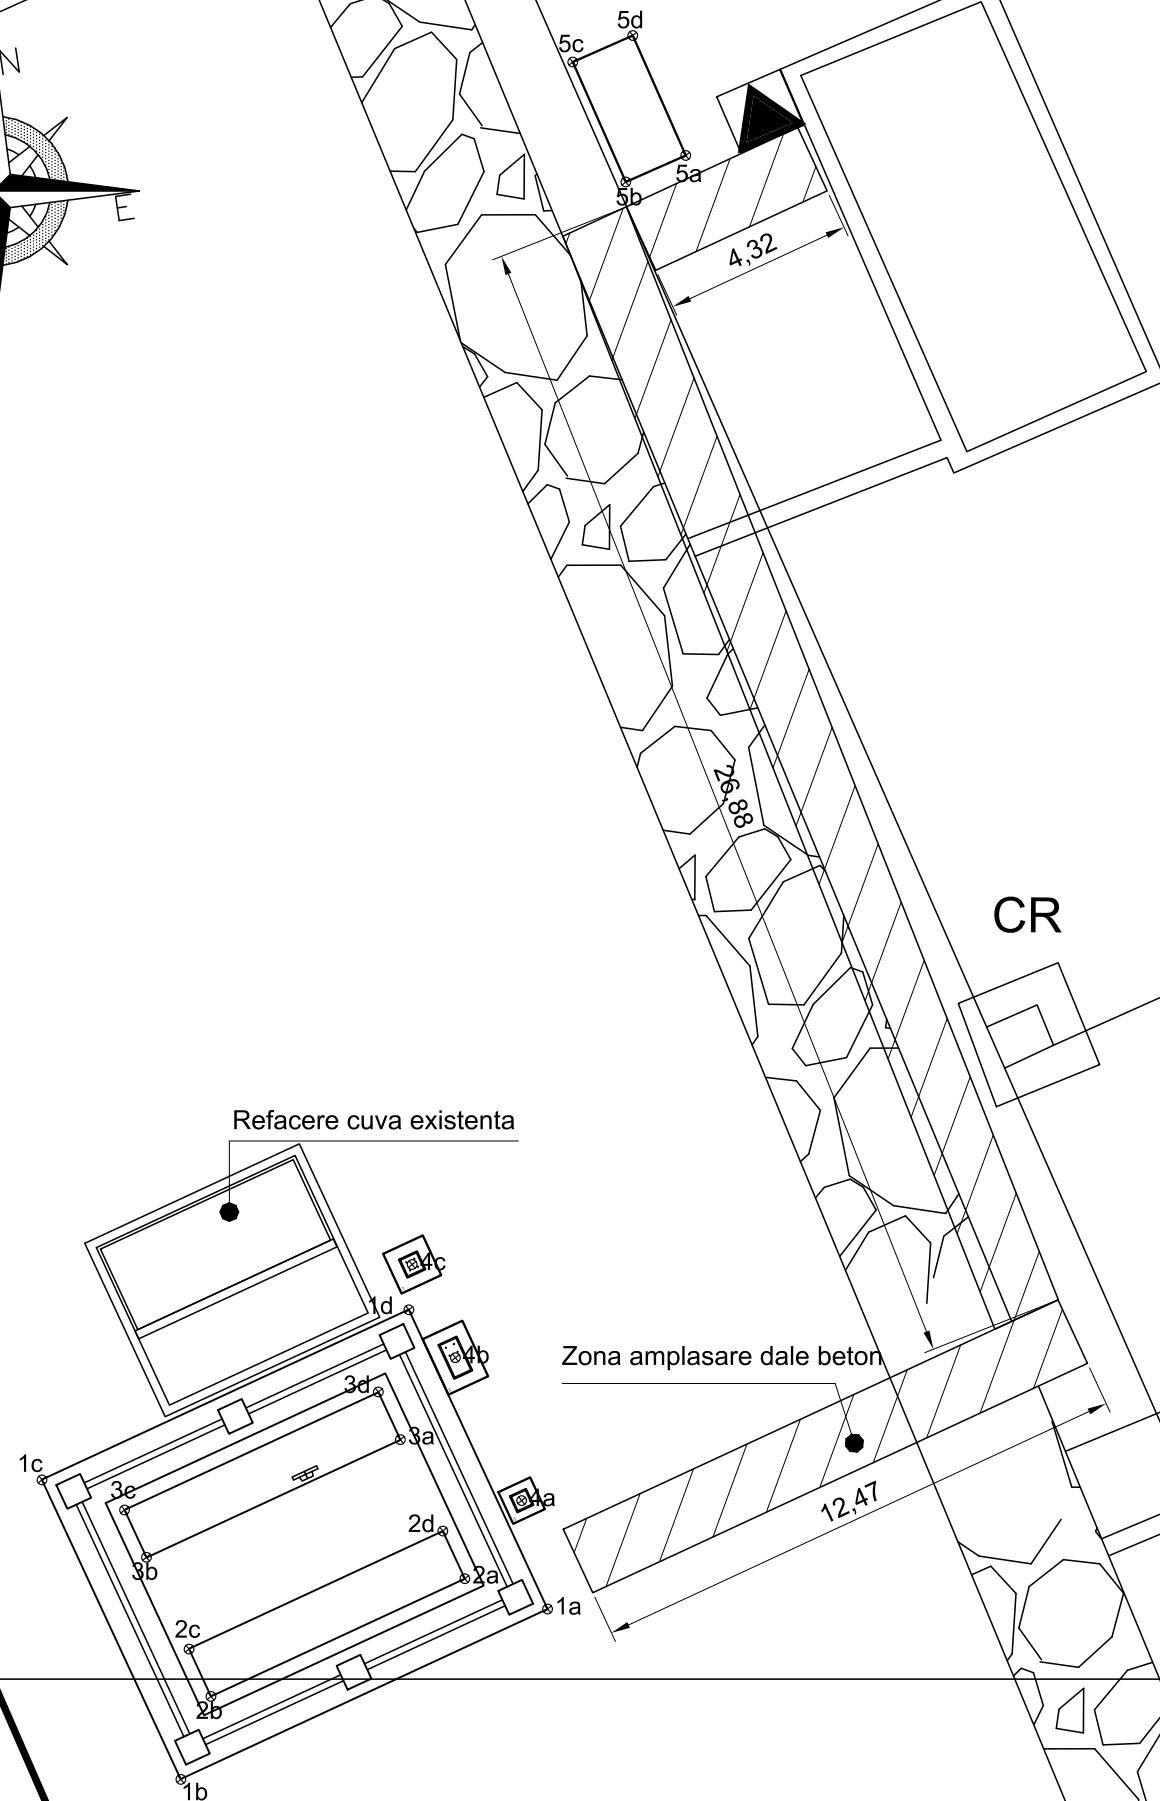 5d
5c
N
5a
5b
E
4,32
26,88
CR
Refacere cuva existenta
4c
1d
4b
Zona amplasare dale beton
3d
3a
1c
3c
4a
12,47
2d
3b
2a
1a
2c
2b
1b